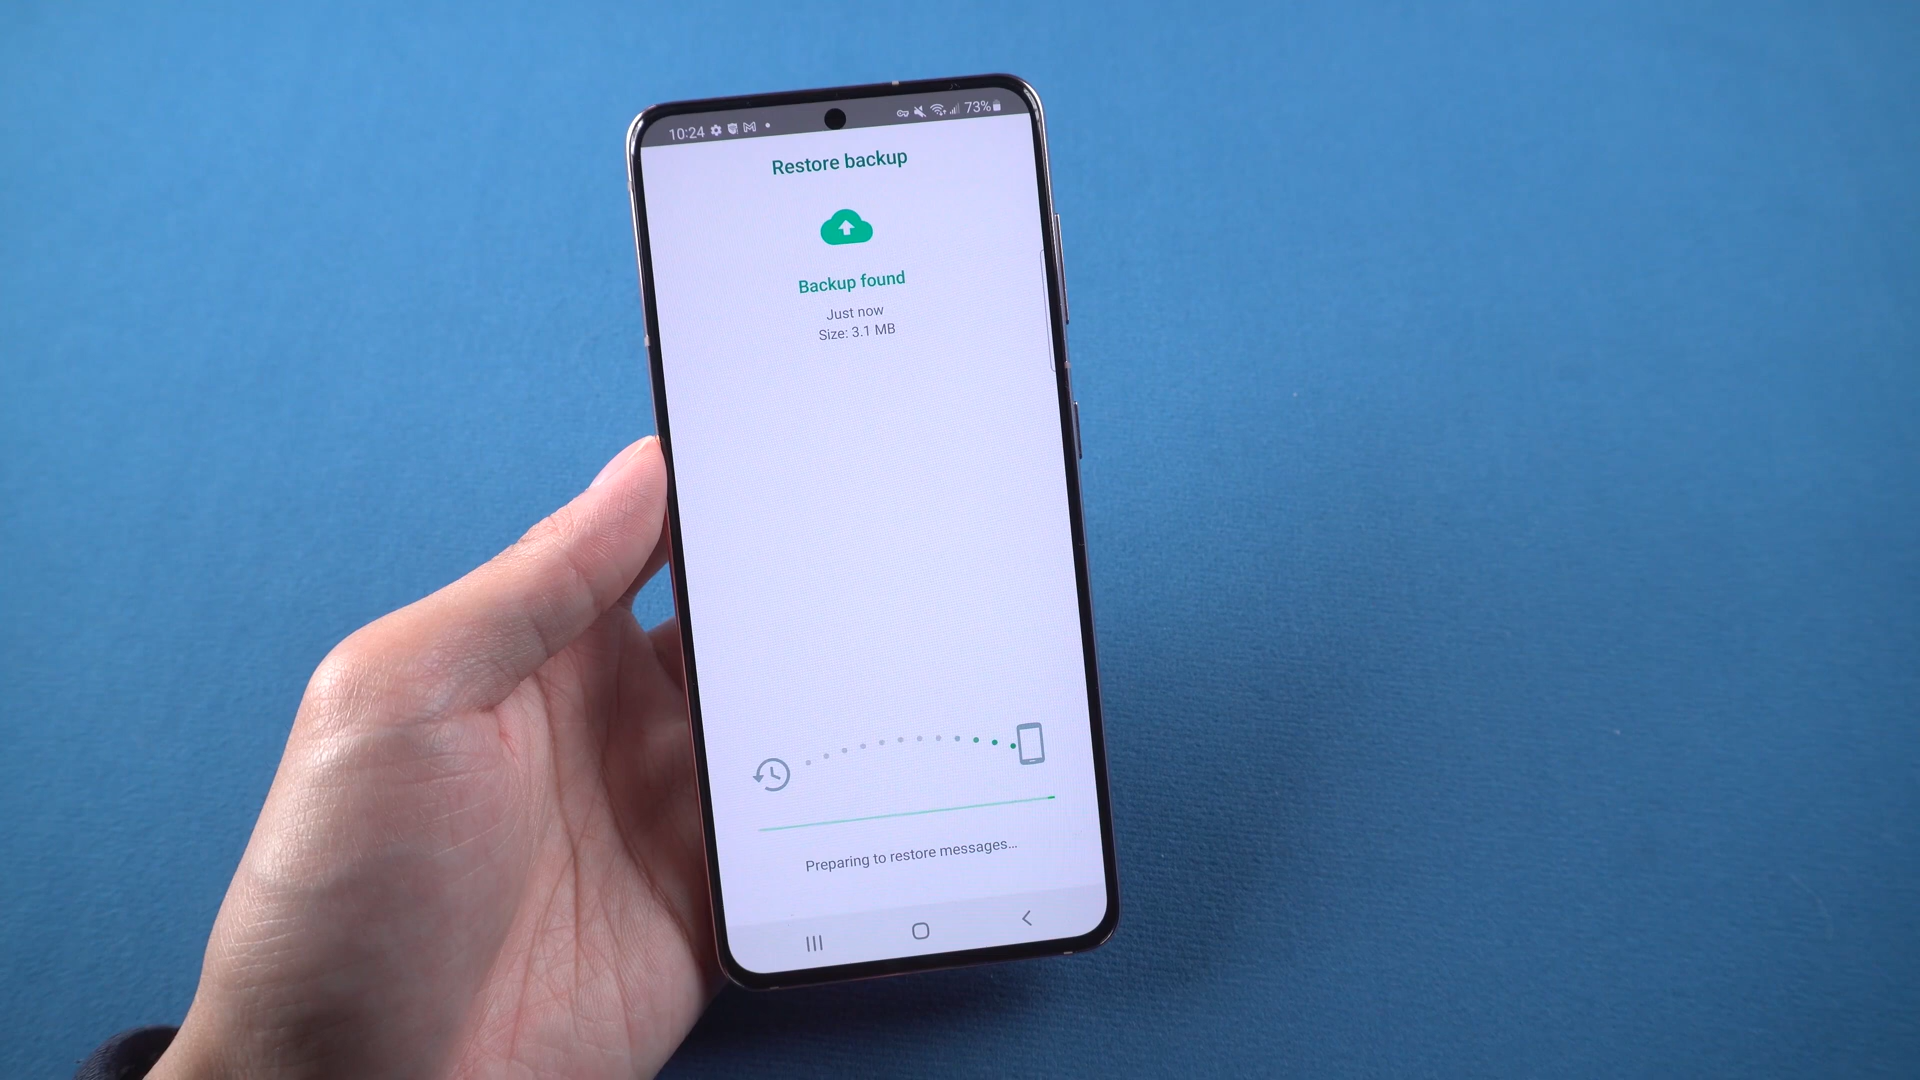 10:24 73%
Restore backup
Backup found
Just now
Size: 3.1 MB
Preparing to restore messages...